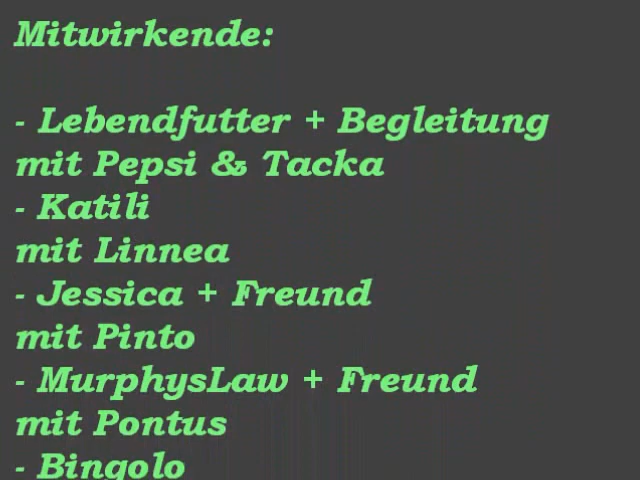 Mitwirkende:
- Lebendfutter + Begleitung
mit Pepsi & Tacka
- Katili
mit Linnea
- Jessica + Freund
mit Pinto
- MurphysLaw + Freund
mit Pontus
- Bingolo